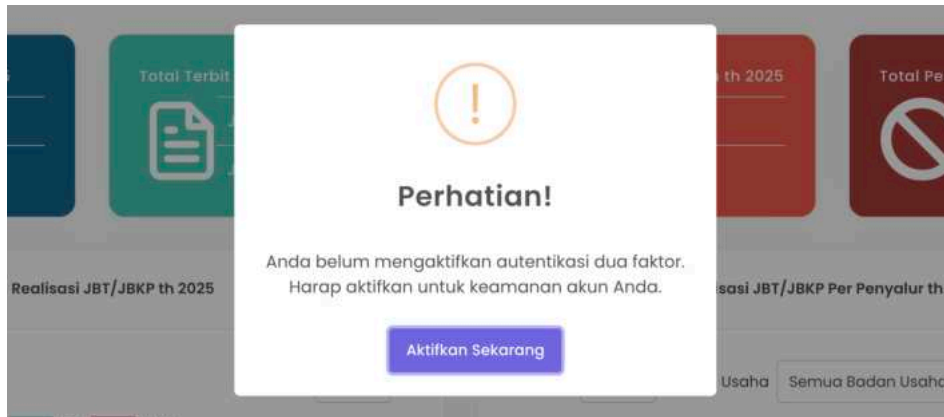 Total Terbit
th 2025
Total Pe
Perhatian!
Anda belum mengaktifkan autentikasi dua faktor.
Harap aktifkan untuk keamanan akun Anda.
Realisasi JBT/JBKP th 2025
sasi JBT/JBKP Per Penyalur th
Aktifkan Sekarang
Usaha
Semua Badan Usaha